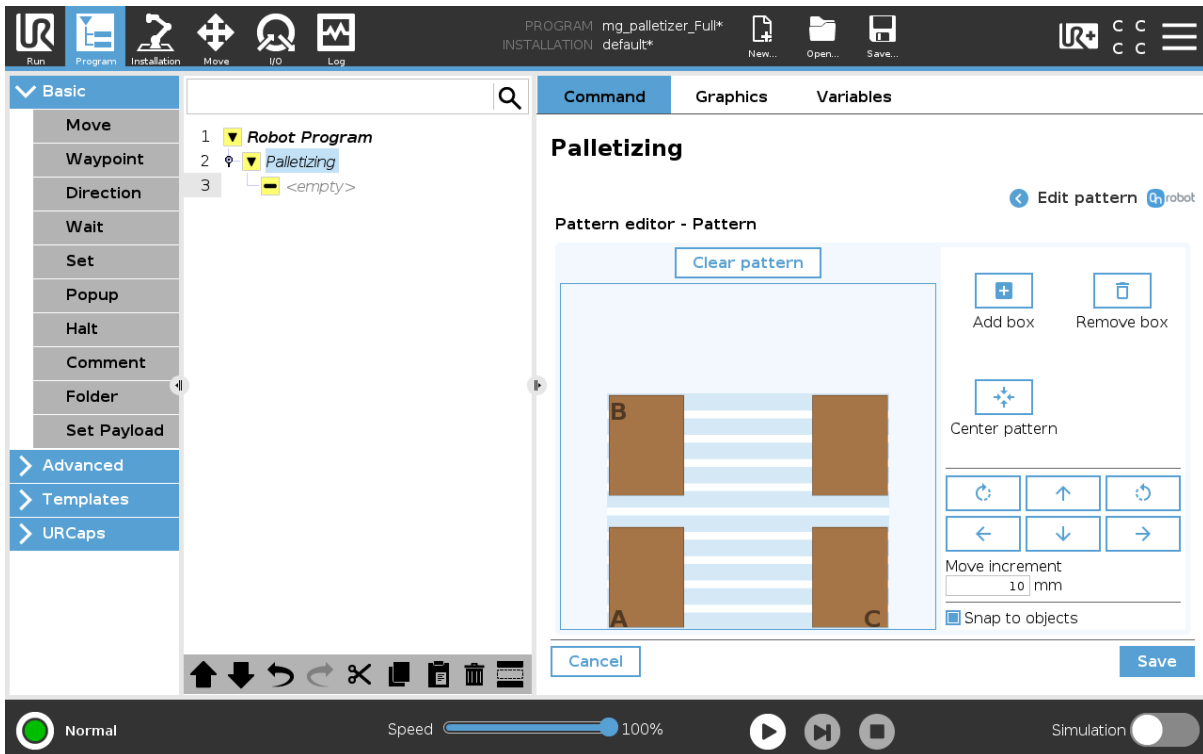 PROGRAM mg_palletizer_Full*
INSTALLATION default*
UR
UR+
C C
C C
Run
Program
Installation
Move
I/O
Log
New...
Open...
Save...
Basic
Move
Waypoint
Direction
Wait
Set
Popup
Halt
Comment
Folder
Set Payload
Advanced
Templates
URCaps
1 Robot Program
2 Palletizing
3 <empty>
Command
Graphics
Variables
Palletizing
Edit pattern
robot
Pattern editor - Pattern
Clear pattern
B
A
C
Add box
Remove box
Center pattern
Move increment
10 mm
Snap to objects
Cancel
Save
Normal
Speed
100%
Simulation